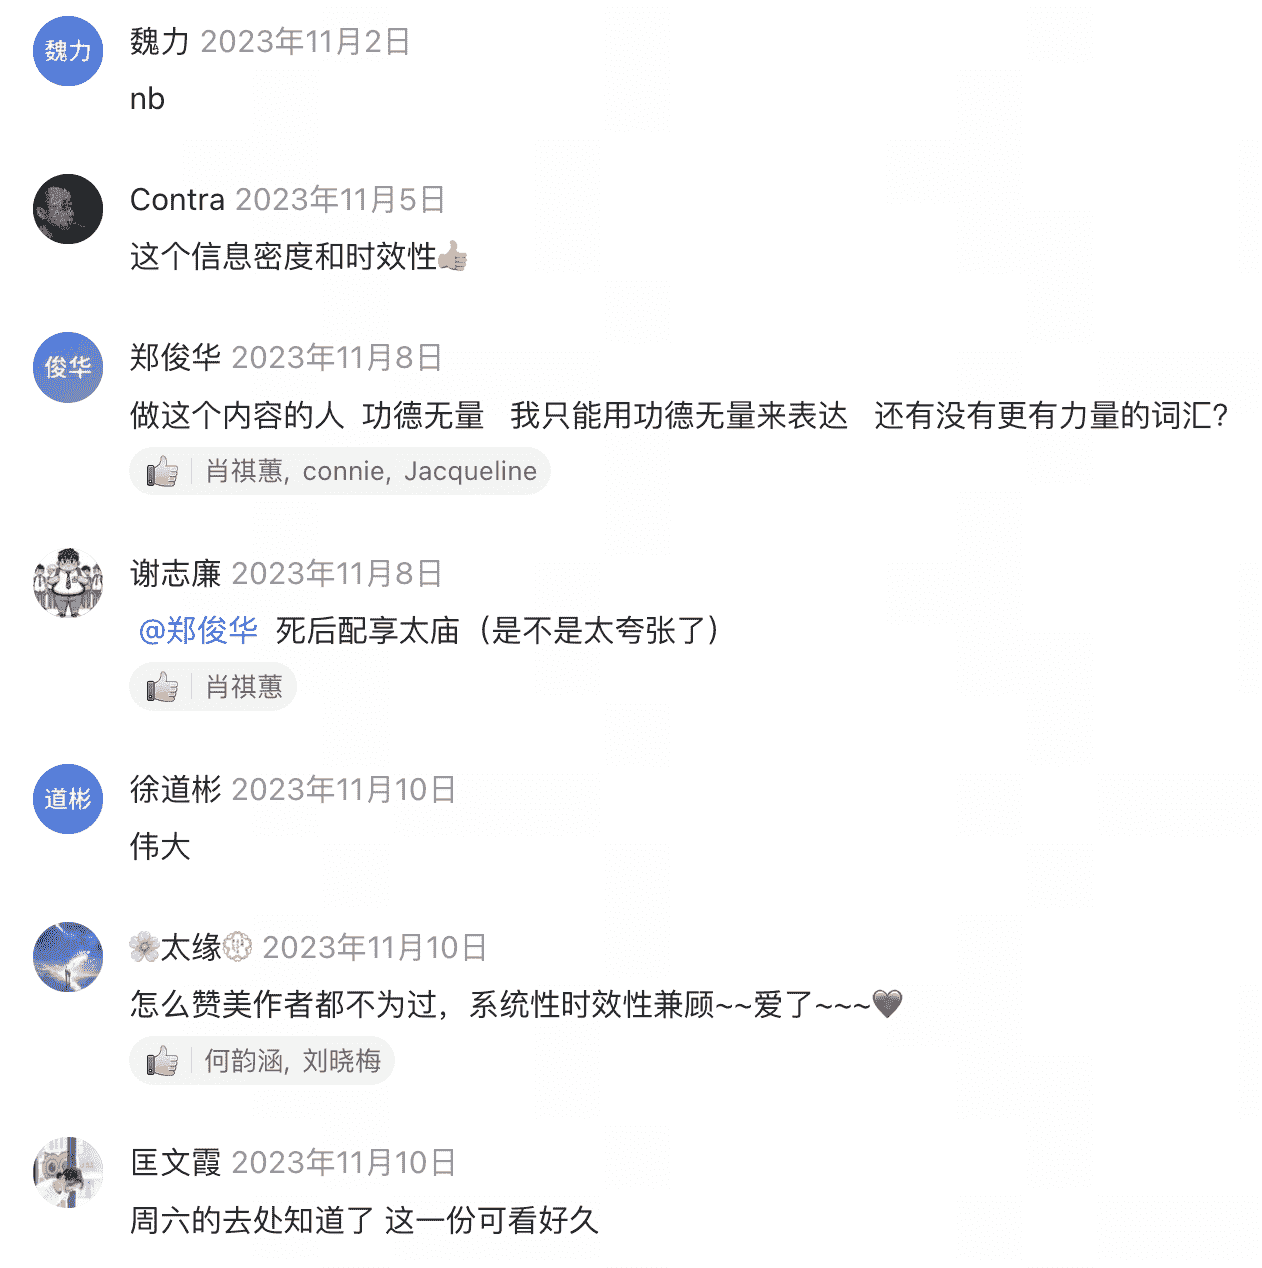 魏力
魏力 2023年11月2日
nb
Contra 2023年11月5日
这个信息密度和时效性👍
俊华
郑俊华 2023年11月8日
做这个内容的人 功德无量 我只能用功德无量来表达 还有没有更有力量的词汇?
肖祺蕙, connie, Jacqueline
谢志廉 2023年11月8日
@郑俊华 死后配享太庙（是不是太夸张了）
肖祺蕙
道彬
徐道彬 2023年11月10日
伟大
🌸太缘💮 2023年11月10日
怎么赞美作者都不为过，系统性时效性兼顾~~爱了~~~🖤
何韵涵, 刘晓梅
匡文霞 2023年11月10日
周六的去处知道了 这一份可看好久